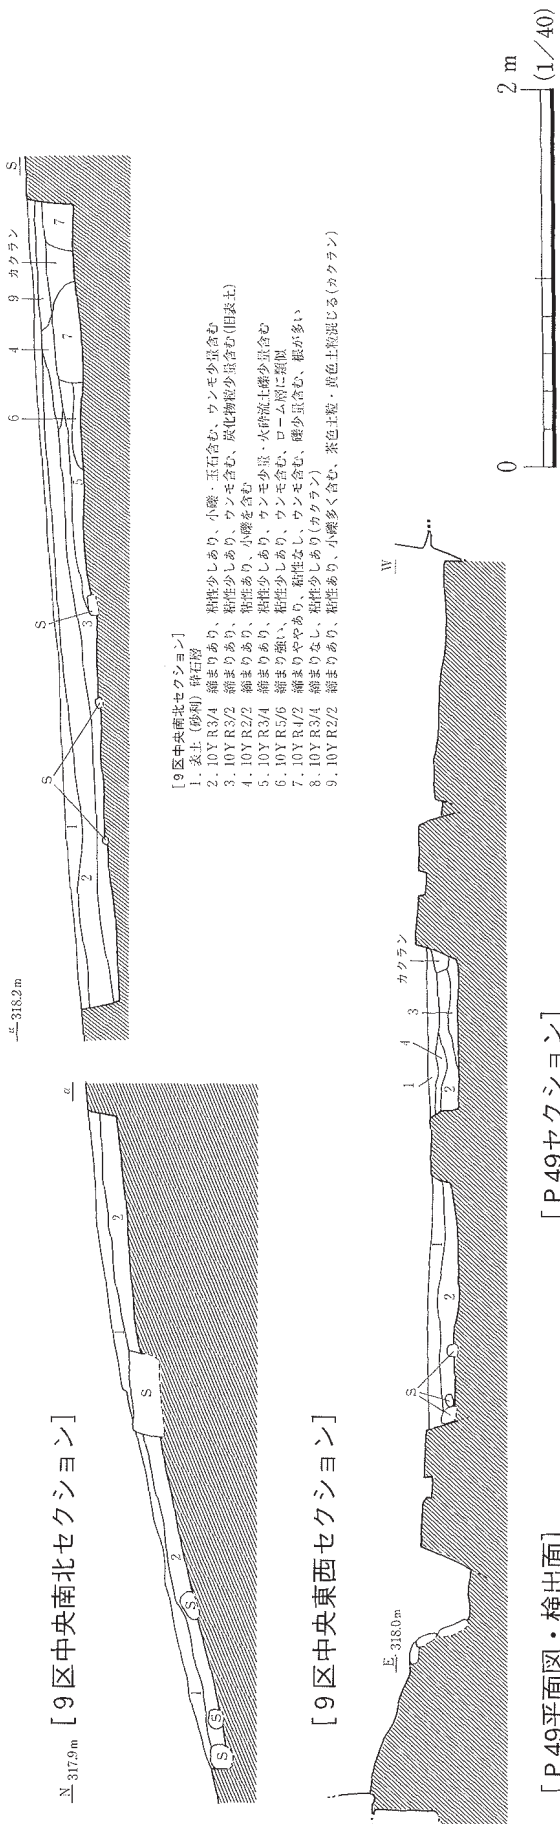 [9区中央南北セクション]
N 317.9m
a
1
2
S
2
S
1
S
S
a' 318.2m
S
1
2
S
S
3
5
6
4
9
カクラン
7
7
S
[9区中央南北セクション]
1. 表土(砂利)砕石層
2. 10YR3/4 締まりあり、粘性少しあり、小礫・玉石含む、ウンモ少量含む
3. 10YR3/2 締まりあり、粘性少しあり、ウンモ含む、炭化物粒少量含む(旧表土)
4. 10YR2/2 締まりあり、粘性あり、小礫を含む
5. 10YR3/4 締まりあり、粘性少しあり、ウンモ少量・火砕流土礫少量含む
6. 10YR5/6 締まり強い、粘性少しあり、ウンモ含む、ローム層に類似
7. 10YR4/2 締まりややあり、粘性なし、ウンモ含む、礫少量含む、根が多い
8. 10YR3/4 締まりなし、粘性少しあり(カクラン)
9. 10YR2/2 締まりあり、粘性あり、小礫多く含む、茶色土粒・黄色土粒混じる(カクラン)
[9区中央東西セクション]
E 318.0m
S
1
2
1
4
3
2
カクラン
W
0
2m
(1/40)
[P.49平面図・検出面]
[P.49セクション]